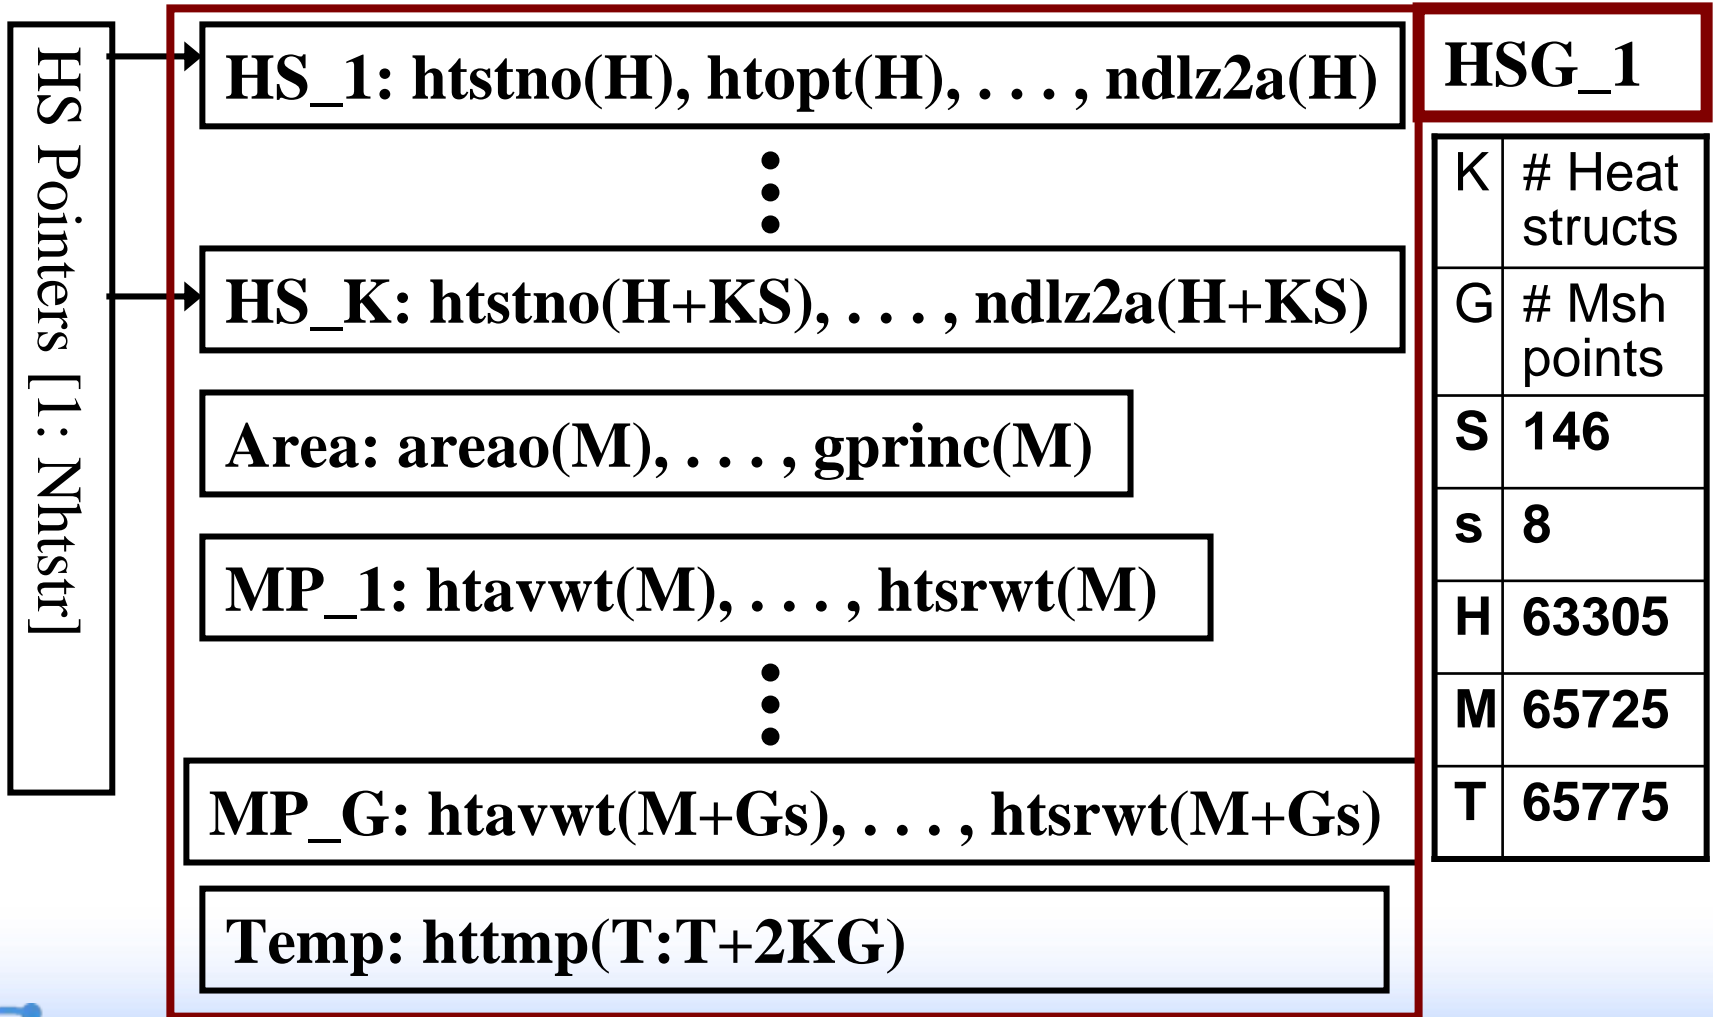 HS Pointers [1: Nhtstr]
HS_1: htstno(H), htopt(H), . . . , ndlz2a(H)
HS_K: htstno(H+KS), . . . , ndlz2a(H+KS)
Area: areao(M), . . . , gprinc(M)
MP_1: htavwt(M), . . . , htsrwt(M)
MP_G: htavwt(M+Gs), . . . , htsrwt(M+Gs)
Temp: httmp(T:T+2KG)
HSG_1
K # Heat
structs
G # Msh
points
S 146
s 8
H 63305
M 65725
T 65775